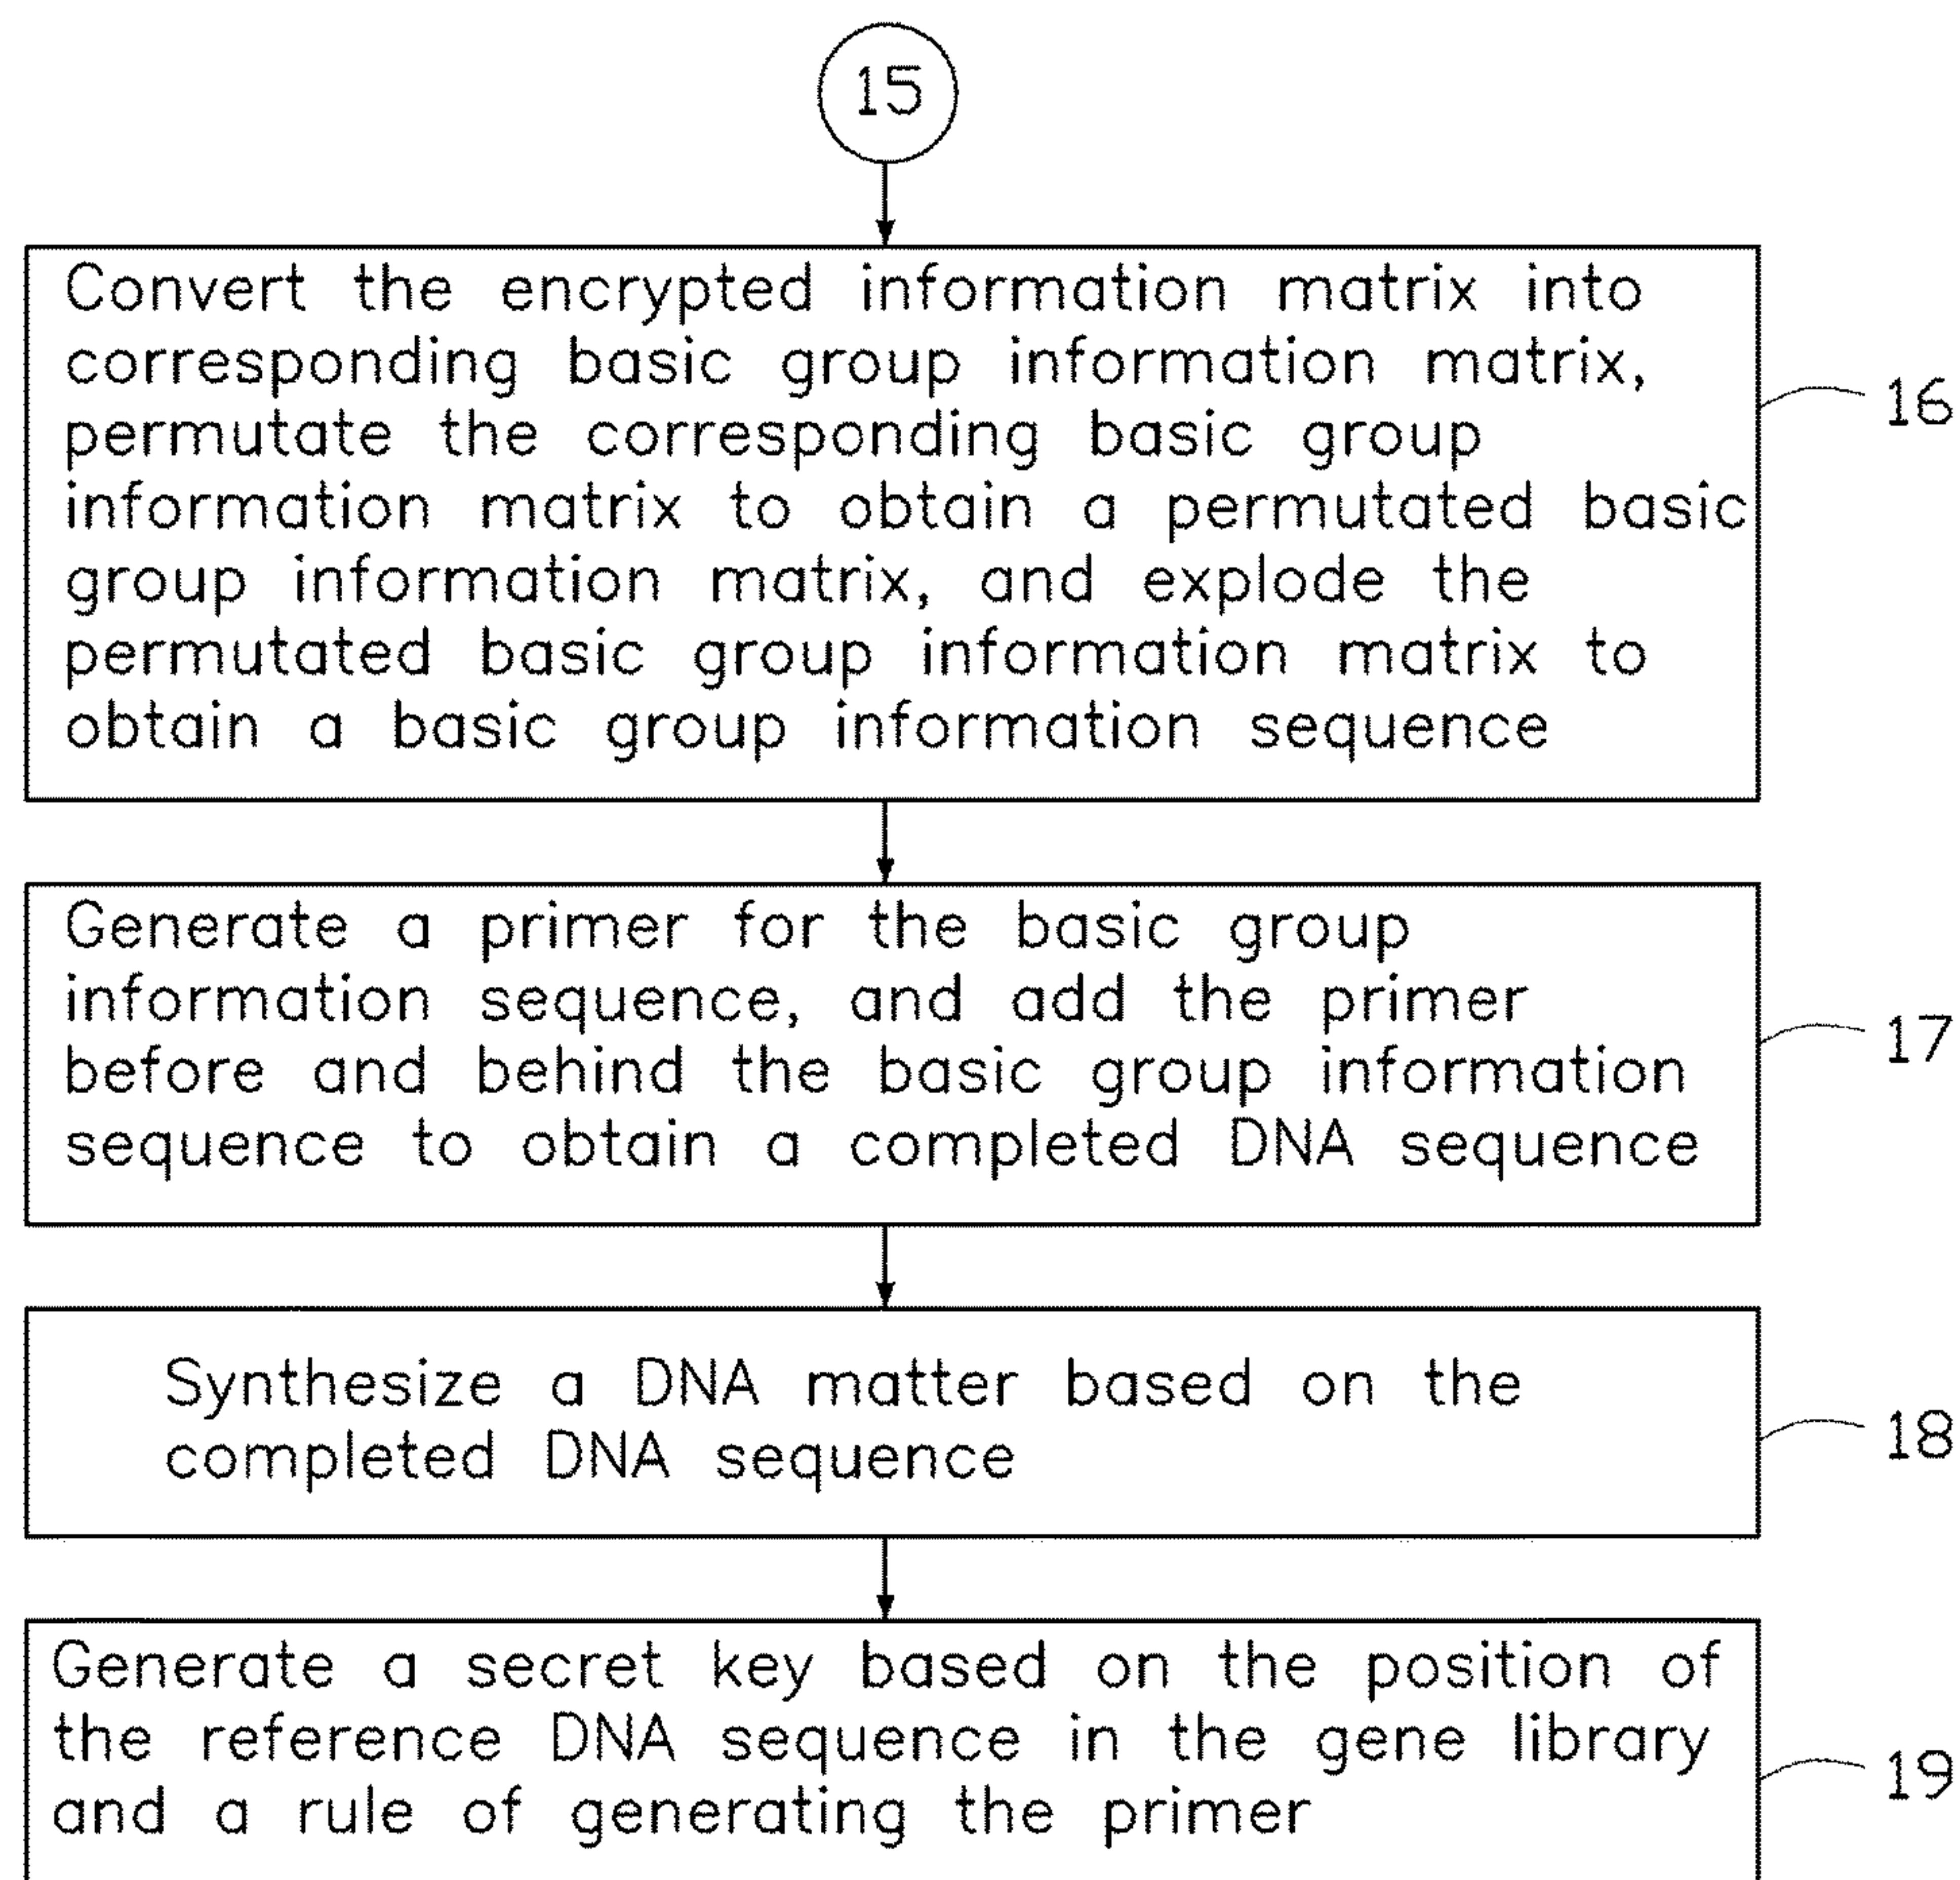 15
Convert the encrypted information matrix into
corresponding basic group information matrix,
permutate the corresponding basic group
information matrix to obtain a permutated basic
group information matrix, and explode the
permutated basic group information matrix to
obtain a basic group information sequence
16
Generate a primer for the basic group
information sequence, and add the primer
before and behind the basic group information
sequence to obtain a completed DNA sequence
17
Synthesize a DNA matter based on the
completed DNA sequence
18
Generate a secret key based on the position of
the reference DNA sequence in the gene library
and a rule of generating the primer
19